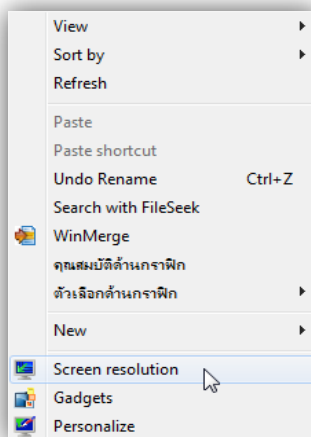 View
Sort by
Refresh
Paste
Paste shortcut
Undo Rename Ctrl+Z
Search with FileSeek
WinMerge
คุณสมบัติด้านกราฟิก
ตัวเลือกด้านกราฟิก
New
Screen resolution
Gadgets
Personalize